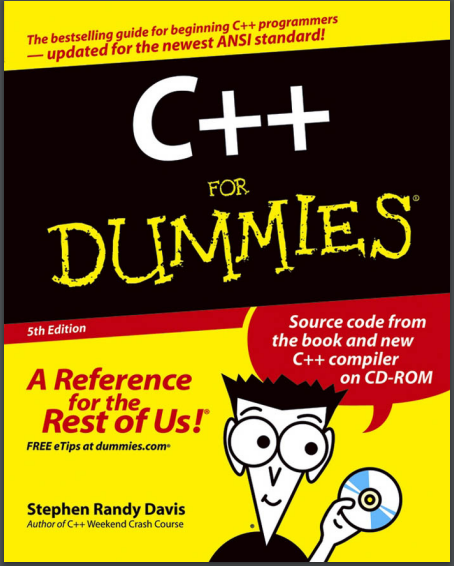 The bestselling guide for beginning C++ programmers
— updated for the newest ANSI standard!
C++
FOR
DUMMIES®
5th Edition
Source code from
the book and new
C++ compiler
on CD-ROM
A Reference
for the
Rest of Us!®
FREE eTips at dummies.com®
Stephen Randy Davis
Author of C++ Weekend Crash Course